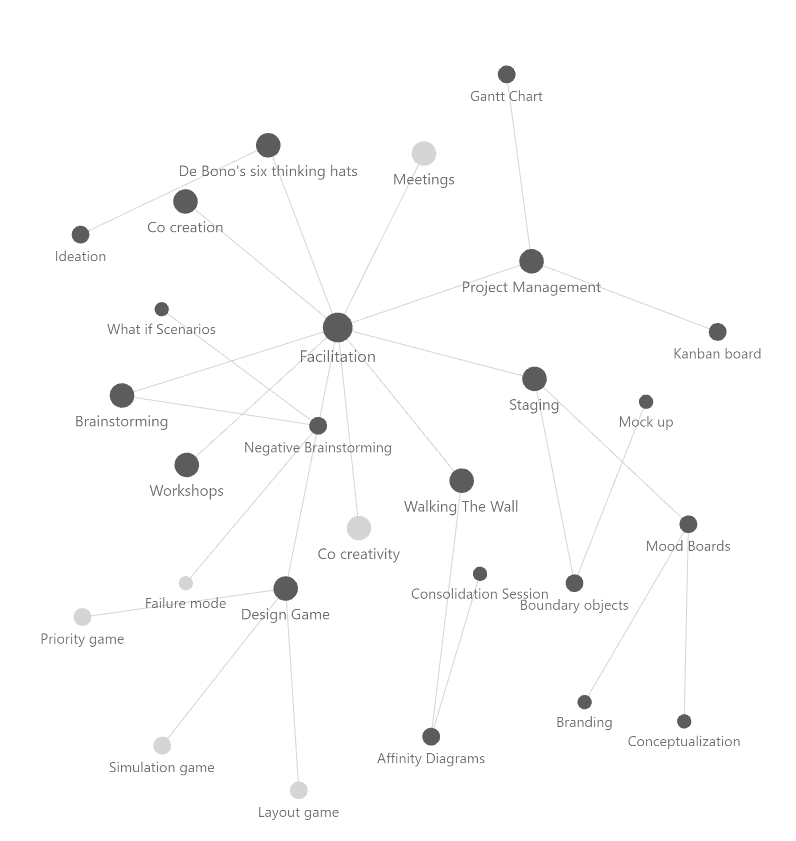 Gantt Chart
De Bono's six thinking hats
Meetings
Co creation
Ideation
Project Management
What if Scenarios
Facilitation
Kanban board
Staging
Brainstorming
Mock up
Negative Brainstorming
Workshops
Walking The Wall
Co creativity
Mood Boards
Consolidation Session
Failure mode
Boundary objects
Design Game
Priority game
Branding
Conceptualization
Affinity Diagrams
Simulation game
Layout game